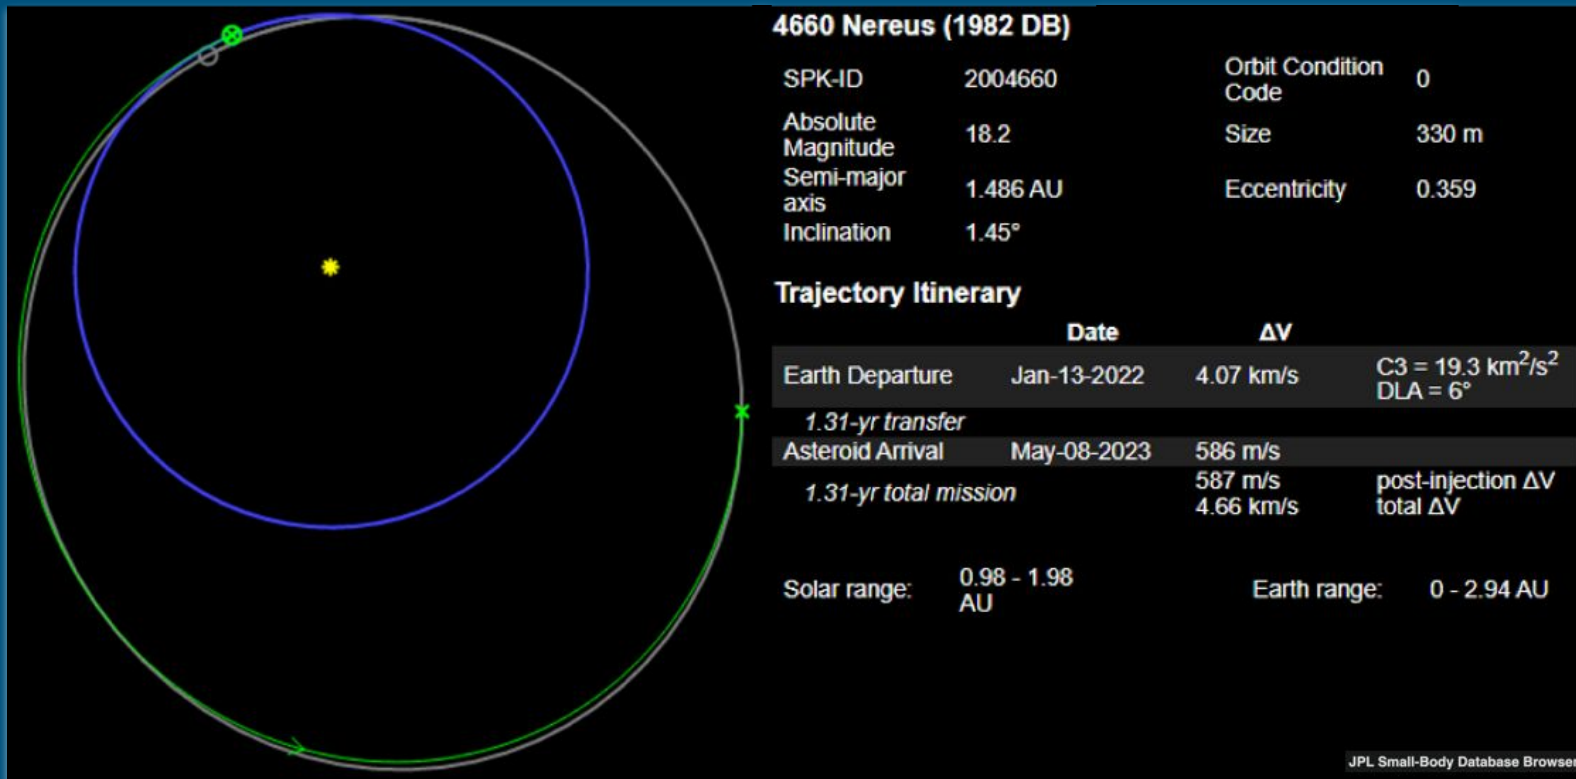 4660 Nereus (1982 DB)
SPK-ID 2004660 Orbit Condition Code 0
Absolute Magnitude 18.2 Size 330 m
Semi-major axis 1.486 AU Eccentricity 0.359
Inclination 1.45°
Trajectory Itinerary
Date ΔV
Earth Departure Jan-13-2022 4.07 km/s C3 = 19.3 km²/s²
DLA = 6°
1.31-yr transfer
Asteroid Arrival May-08-2023 586 m/s
1.31-yr total mission 587 m/s post-injection ΔV
4.66 km/s total ΔV
Solar range: 0.98 - 1.98 AU Earth range: 0 - 2.94 AU
JPL Small-Body Database Browser